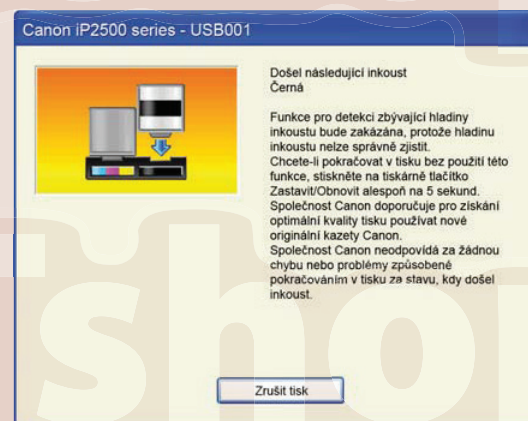 Canon iP2500 series - USB001
Došel následující inkoust
Černá
Funkce pro detekci zbývající hladiny
inkoustu bude zakázána, protože hladinu
inkoustu nelze správně zjistit.
Chcete-li pokračovat v tisku bez použití této
funkce, stiskněte na tiskárně tlačítko
Zastavit/Obnovit alespoň na 5 sekund.
Společnost Canon doporučuje pro získání
optimální kvality tisku používat nové
originální kazety Canon.
Společnost Canon neodpovídá za žádnou
chybu nebo problémy způsobené
pokračováním v tisku za stavu, kdy došel
inkoust.
Zrušit tisk